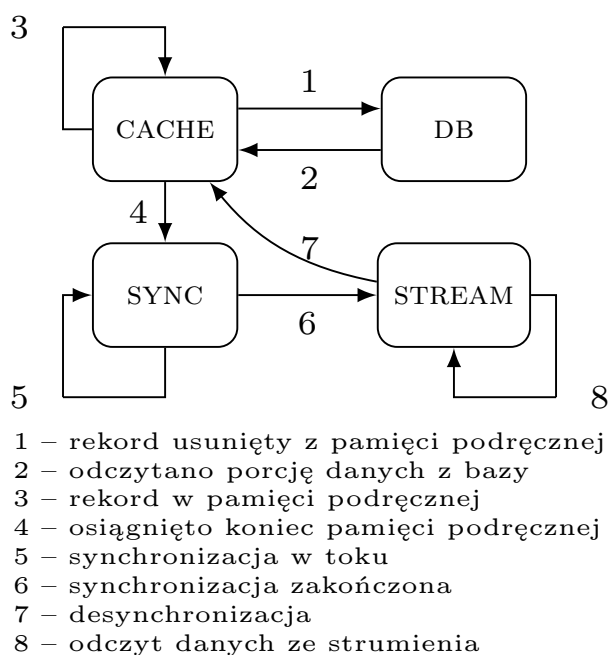 3
1
CACHE
DB
2
4
7
SYNC
STREAM
6
5
8
1 – rekord usunięty z pamięci podręcznej
2 – odczytano porcję danych z bazy
3 – rekord w pamięci podręcznej
4 – osiągnięto koniec pamięci podręcznej
5 – synchronizacja w toku
6 – synchronizacja zakończona
7 – desynchronizacja
8 – odczyt danych ze strumienia